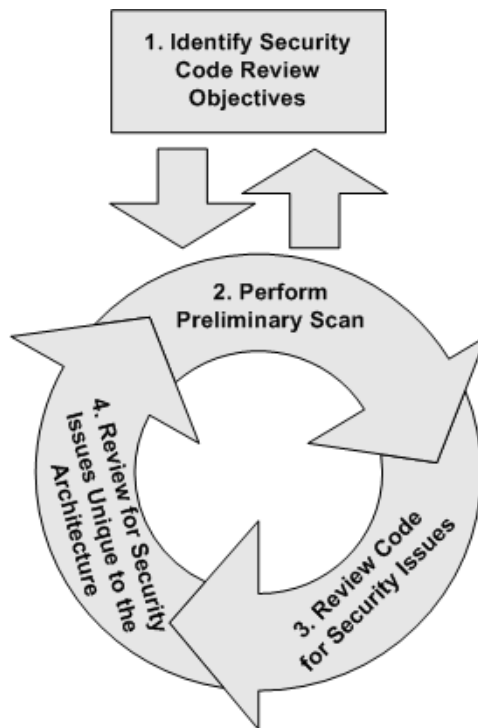 1. Identify Security
Code Review
Objectives
2. Perform
Preliminary Scan
3. Review Code
for Security Issues
4. Review for Security
Issues Unique to the
Architecture